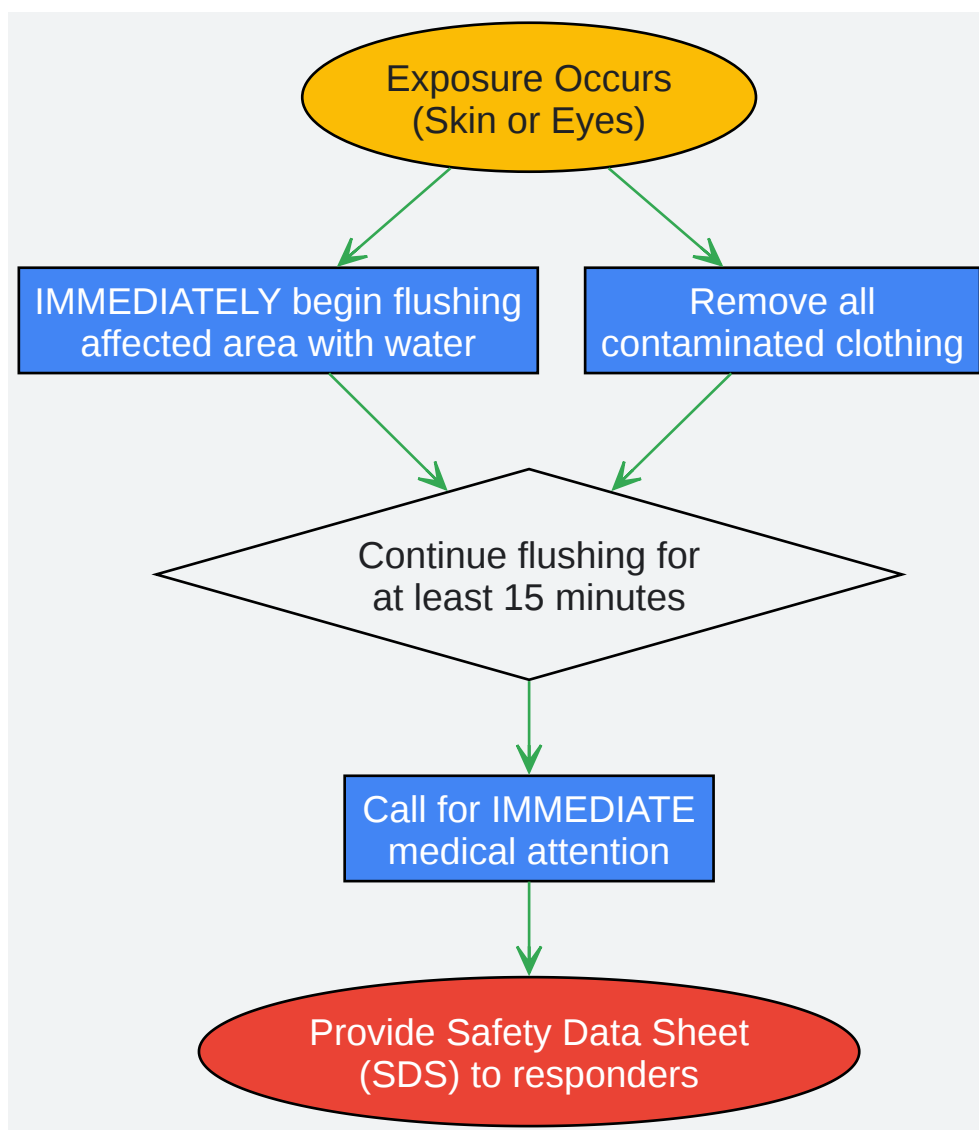 Exposure Occurs
(Skin or Eyes)
IMMEDIATELY begin flushing
affected area with water
Remove all
contaminated clothing
Continue flushing for
at least 15 minutes
Call for IMMEDIATE
medical attention
Provide Safety Data Sheet
(SDS) to responders